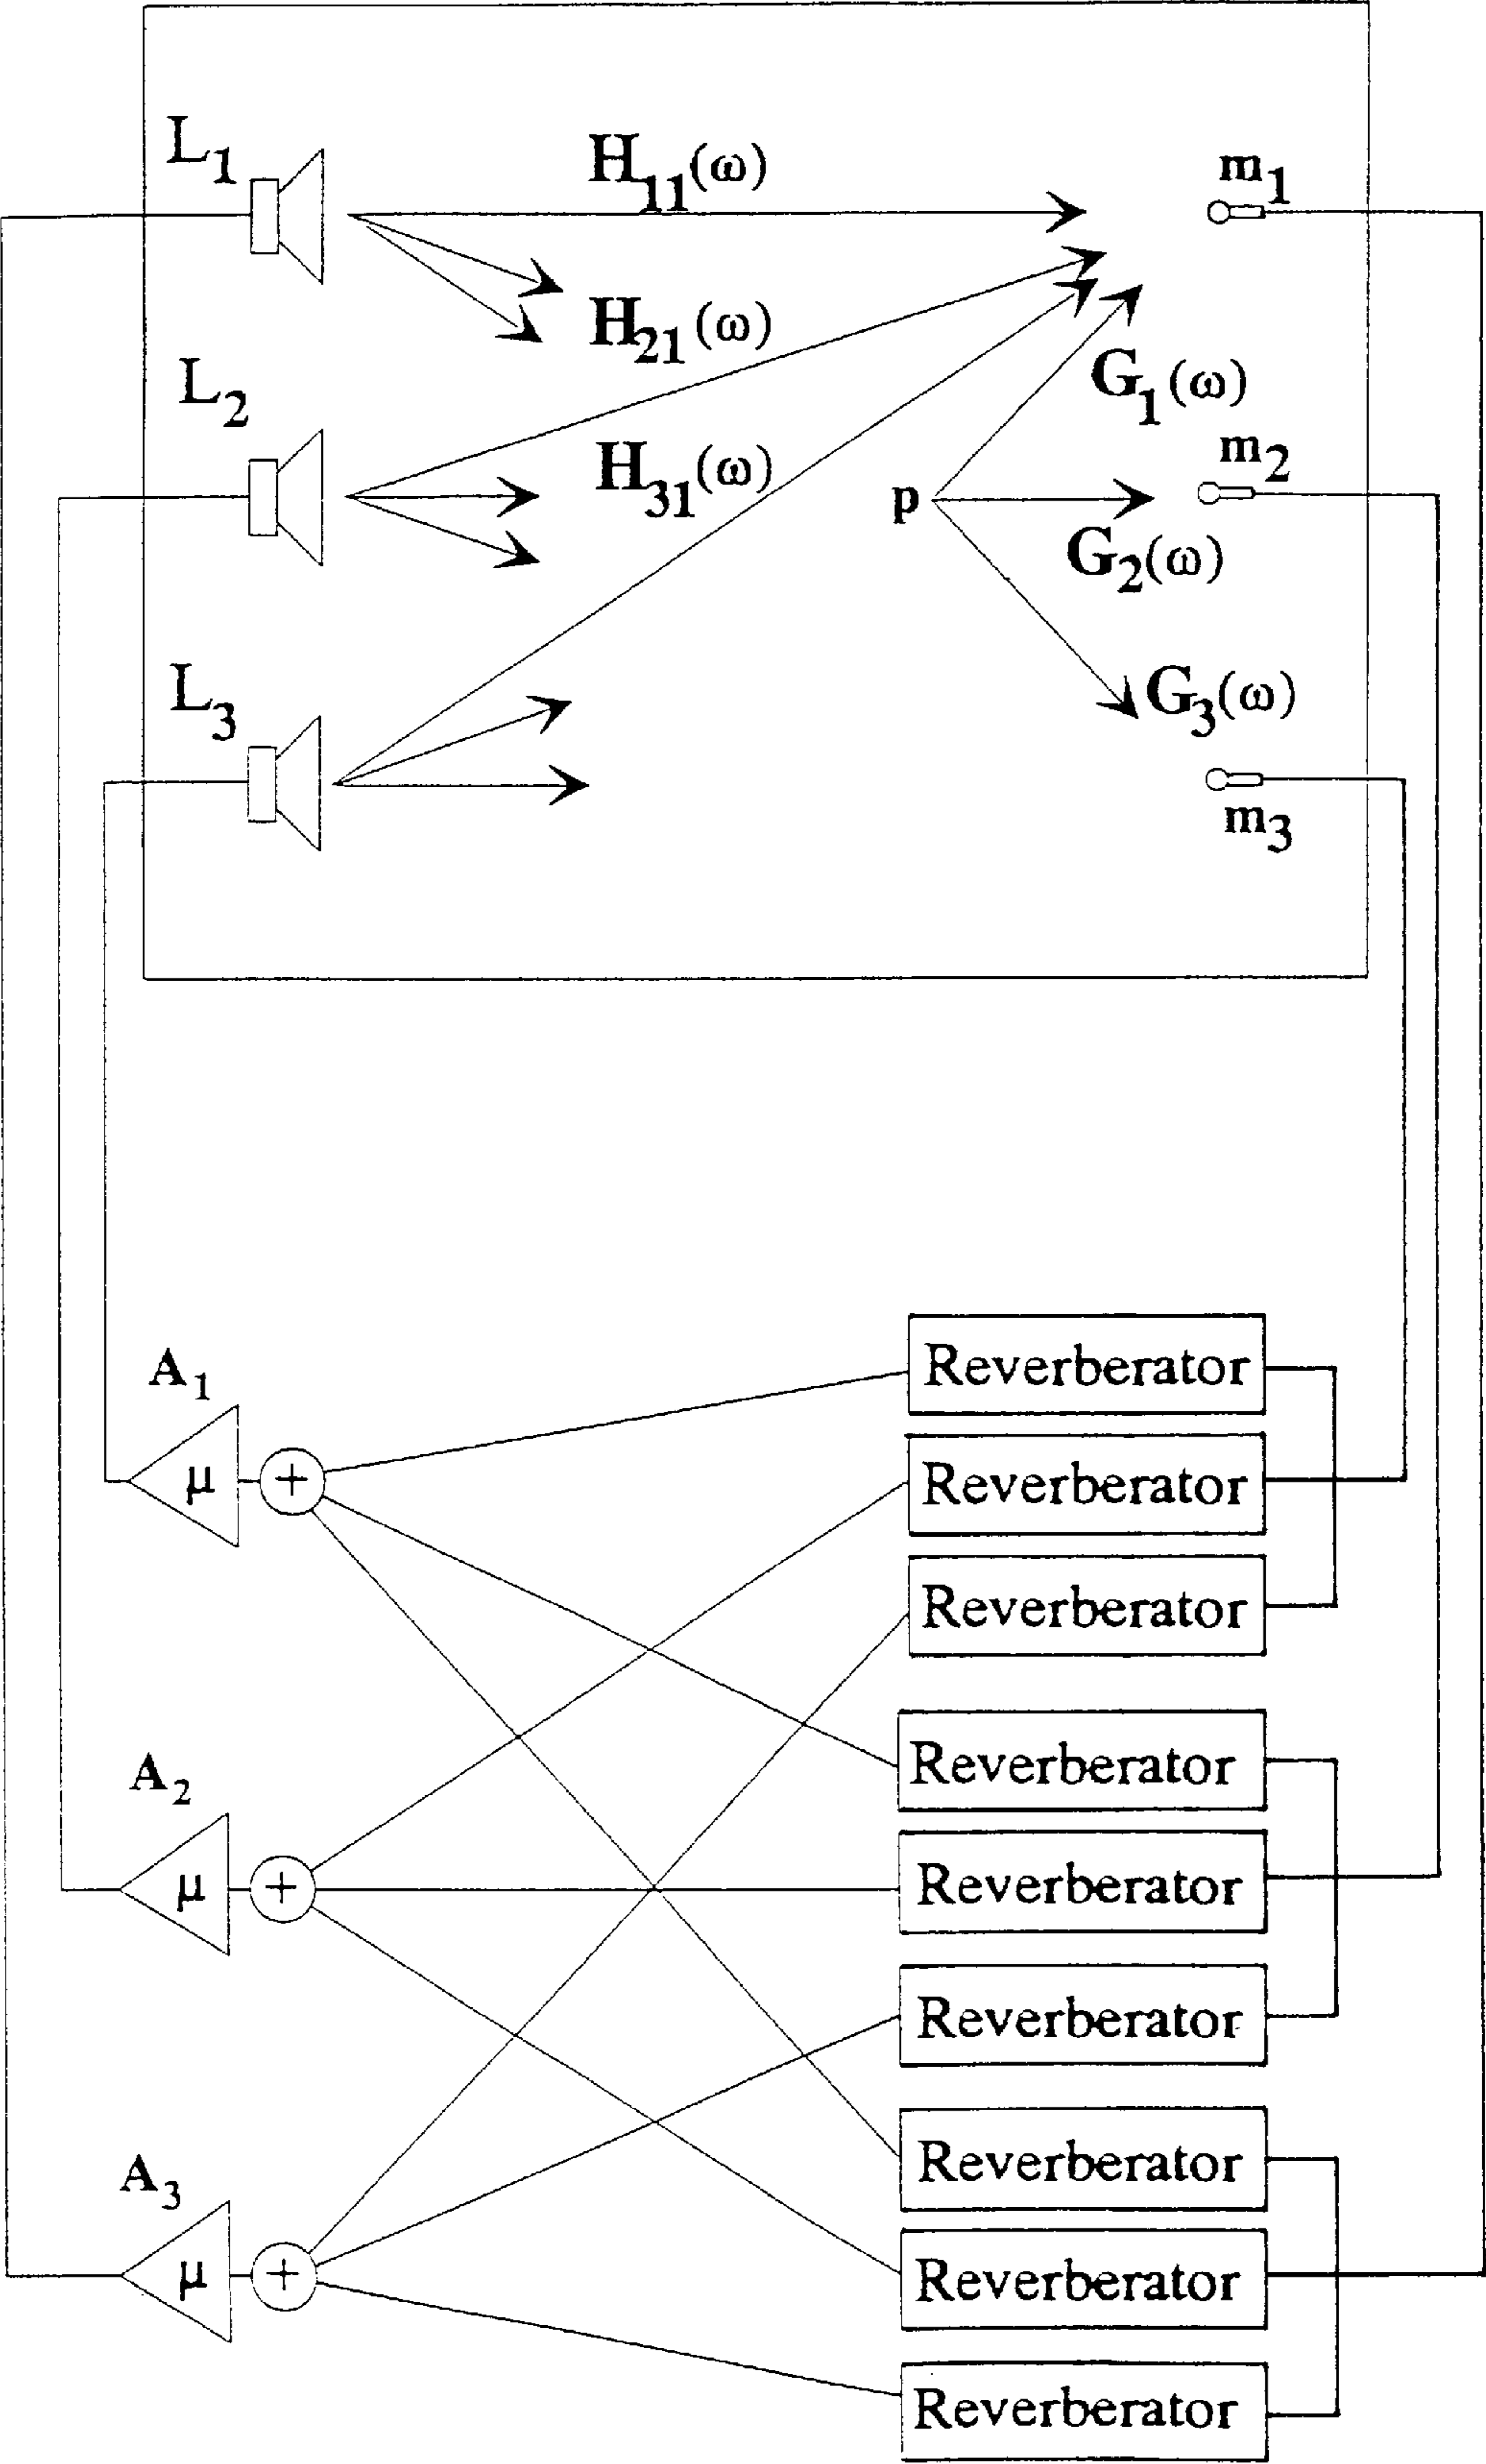 L1
H11(ω)
m1
H21(ω)
L2
G1(ω)
m2
H31(ω)
p
G2(ω)
L3
G3(ω)
m3
Reverberator
A1
μ
+
Reverberator
Reverberator
Reverberator
A2
μ
+
Reverberator
Reverberator
Reverberator
A3
μ
+
Reverberator
Reverberator